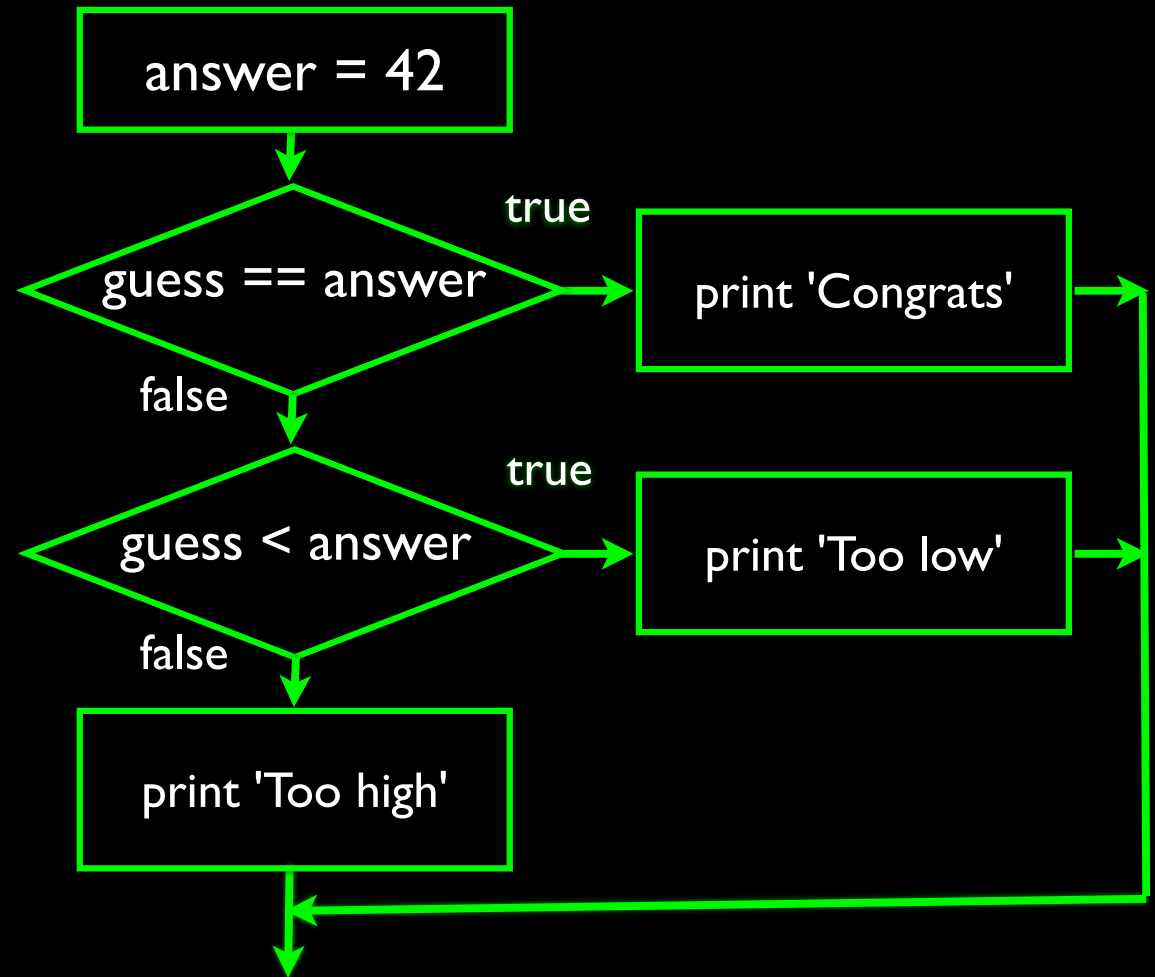 answer = 42
true
guess == answer
print 'Congrats'
false
true
guess < answer
print 'Too low'
false
print 'Too high'